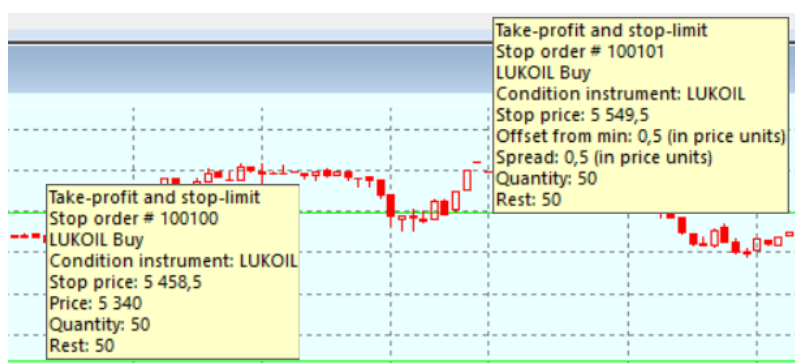 Take-profit and stop-limit
Stop order # 100101
LUKOIL Buy
Condition instrument: LUKOIL
Stop price: 5 549,5
Offset from min: 0,5 (in price units)
Spread: 0,5 (in price units)
Quantity: 50
Rest: 50
Take-profit and stop-limit
Stop order # 100100
LUKOIL Buy
Condition instrument: LUKOIL
Stop price: 5 458,5
Price: 5 340
Quantity: 50
Rest: 50